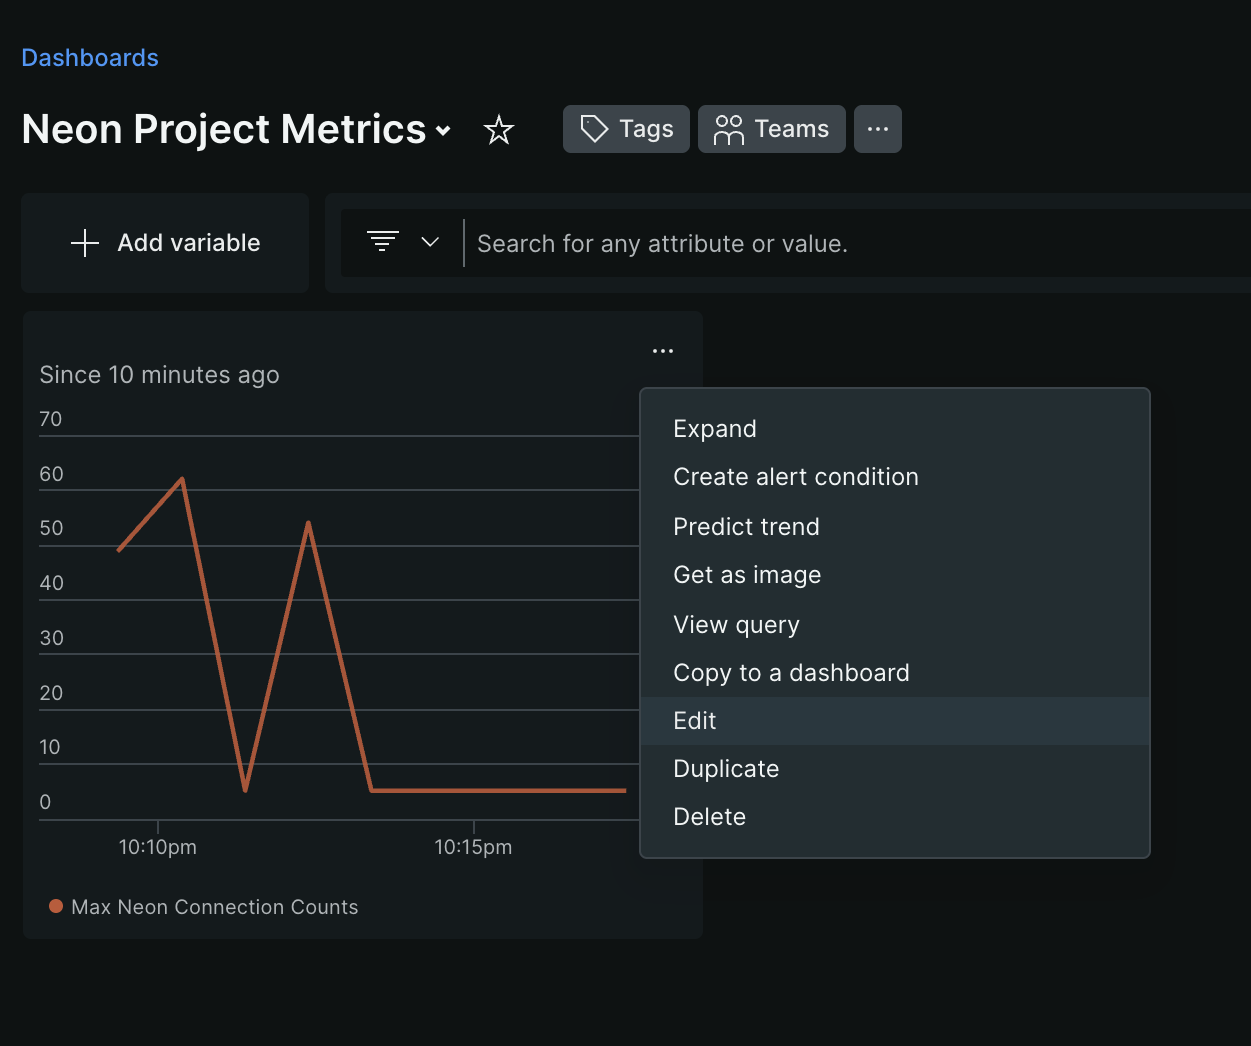 Dashboards
Neon Project Metrics
Tags
Teams
Add variable
Search for any attribute or value.
Since 10 minutes ago
70
60
50
40
30
20
10
0
10:10pm
10:15pm
Max Neon Connection Counts
Expand
Create alert condition
Predict trend
Get as image
View query
Copy to a dashboard
Edit
Duplicate
Delete